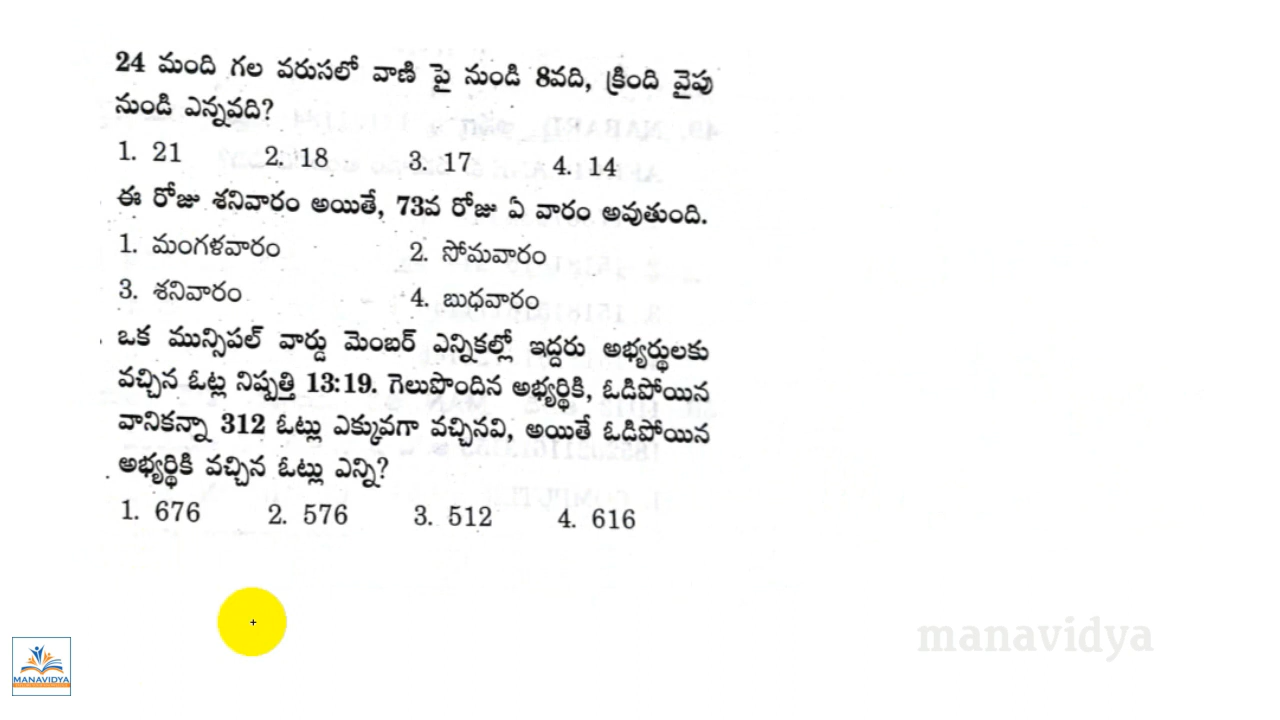 24 మంది గల వరుసలో వాణి పై నుండి 8వది, క్రింది వైపు
నుండి ఎన్నవది?
1. 21 2. 18 3. 17 4. 14
ఈ రోజు శనివారం అయితే, 73వ రోజు ఏ వారం అవుతుంది.
1. మంగళవారం 2. సోమవారం
3. శనివారం 4. బుధవారం
ఒక మున్సిపల్ వార్డు మెంబర్ ఎన్నికల్లో ఇద్దరు అభ్యర్థులకు
వచ్చిన ఓట్ల నిష్పత్తి 13:19. గెలుపొందిన అభ్యర్థికి, ఓడిపోయిన
వానికన్నా 312 ఓట్లు ఎక్కువగా వచ్చినవి, అయితే ఓడిపోయిన
అభ్యర్థికి వచ్చిన ఓట్లు ఎన్ని?
1. 676 2. 576 3. 512 4. 616
manavidya
MANAVIDYA